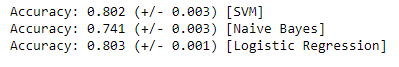 Accuracy: 0.802 (+/- 0.003) [SVM]
Accuracy: 0.741 (+/- 0.003) [Naive Bayes]
Accuracy: 0.803 (+/- 0.001) [Logistic Regression]